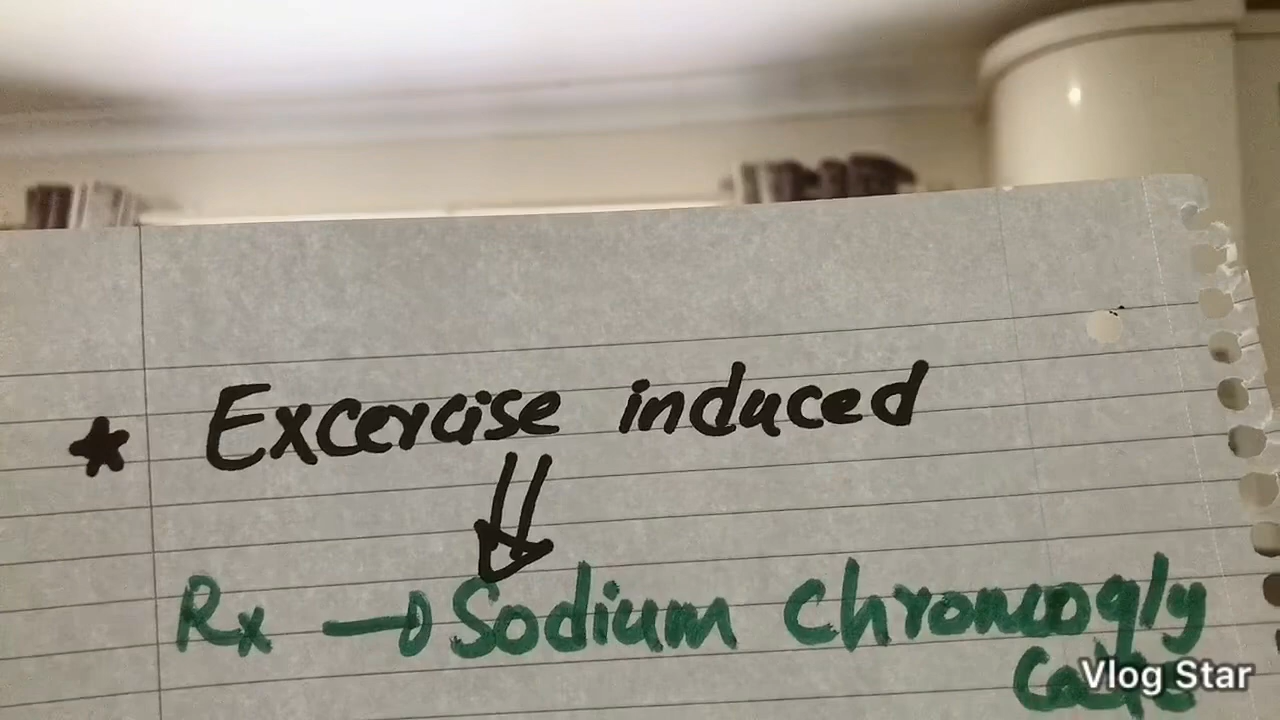 ★ Excercise induced
Rx → Sodium Chromogly
Vlog Star